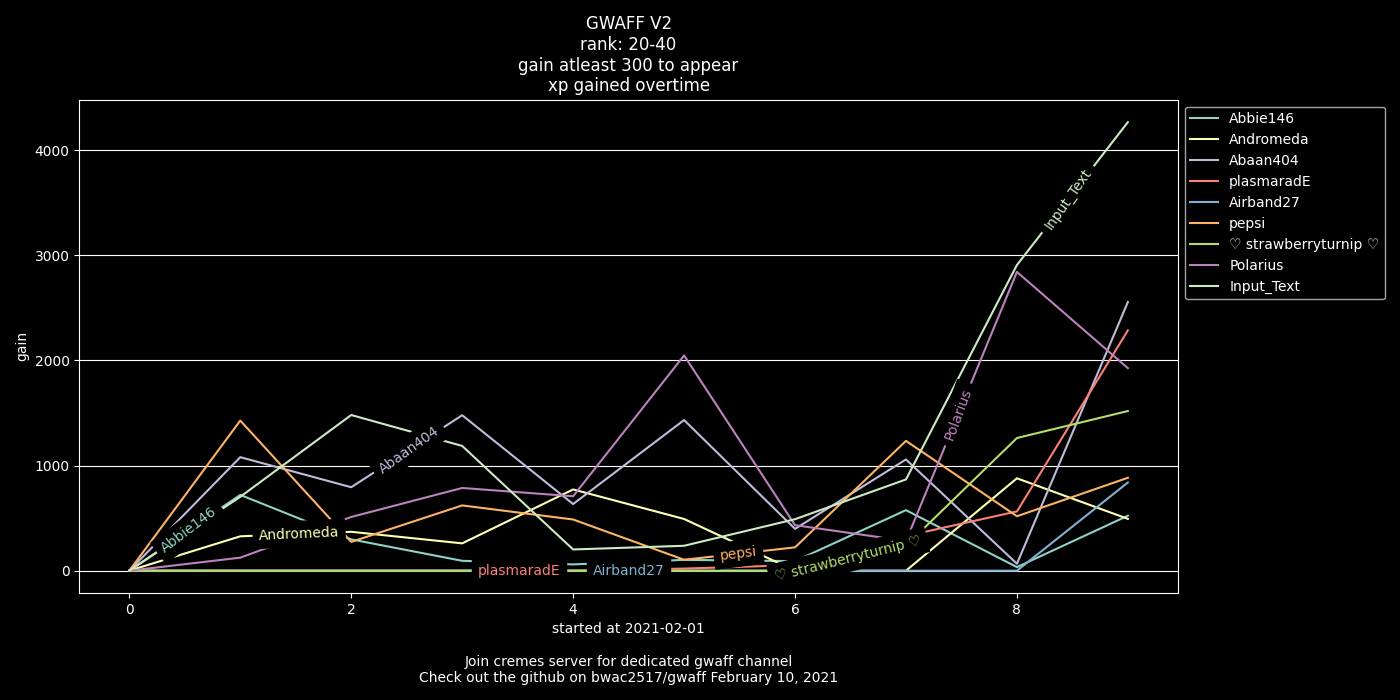 GWAFF V2
rank: 20-40
gain atleast 300 to appear
xp gained overtime
gain
4000
3000
2000
1000
0
0
2
4
6
8
Abbie146
Andromeda
Abaan404
plasmaradE
Airband27
pepsi
♡ strawberryturnip ♡
Polarius
Input_Text
Abbie146
Andromeda
Abaan404
plasmaradE
Airband27
pepsi
♡ strawberryturnip ♡
Polarius
Input_Text
started at 2021-02-01
Join cremes server for dedicated gwaff channel
Check out the github on bwac2517/gwaff February 10, 2021